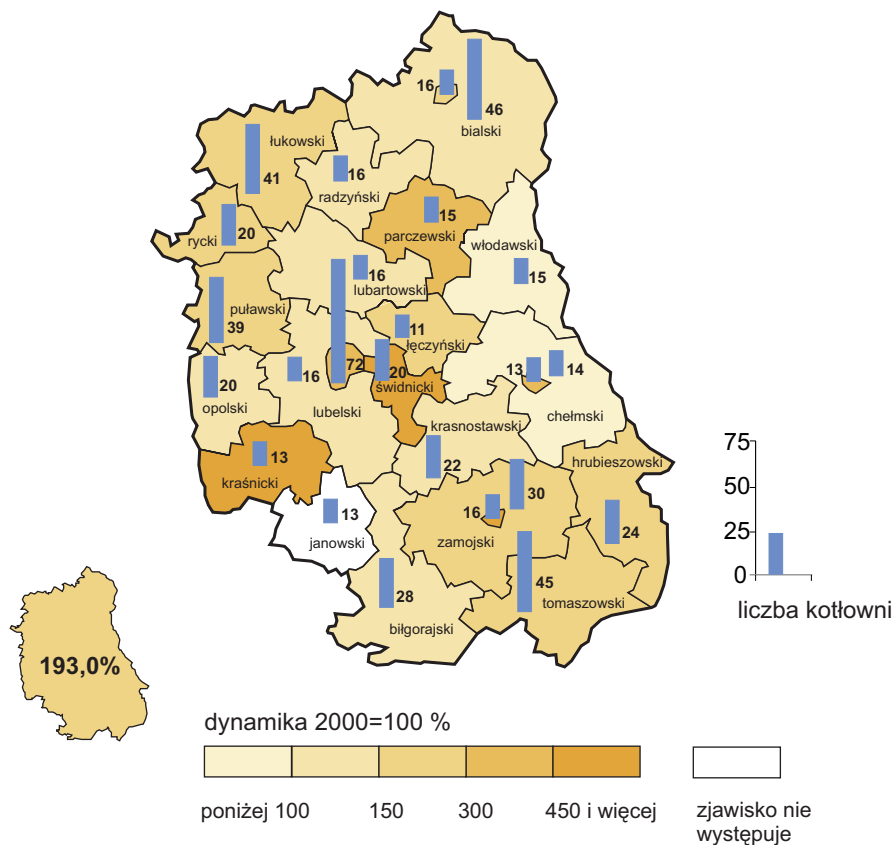 16
46
bialski
łukowski
41
16
radzyński
15
parczewski
rycki
20
włodawski
15
16
lubartowski
puławski
39
11
łęczyński
72
20
świdnicki
16
lubelski
20
opolski
13
14
chełmski
krasnostawski
22
hrubieszowski
24
13
kraśnicki
13
janowski
30
16
zamojski
45
tomaszowski
28
biłgorajski
75
50
25
0
liczba kotłowni
193,0%
dynamika 2000=100 %
poniżej 100 150 300 450 i więcej
zjawisko nie
występuje